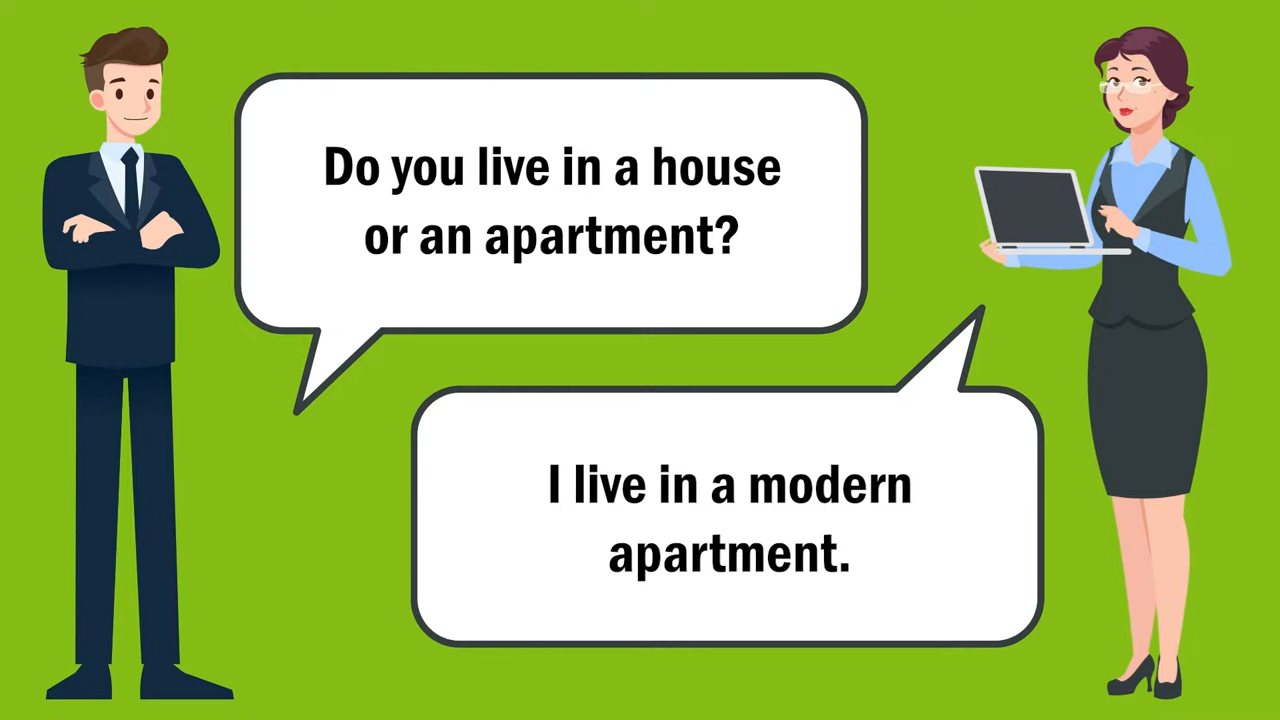 Do you live in a house
or an apartment?
I live in a modern
apartment.